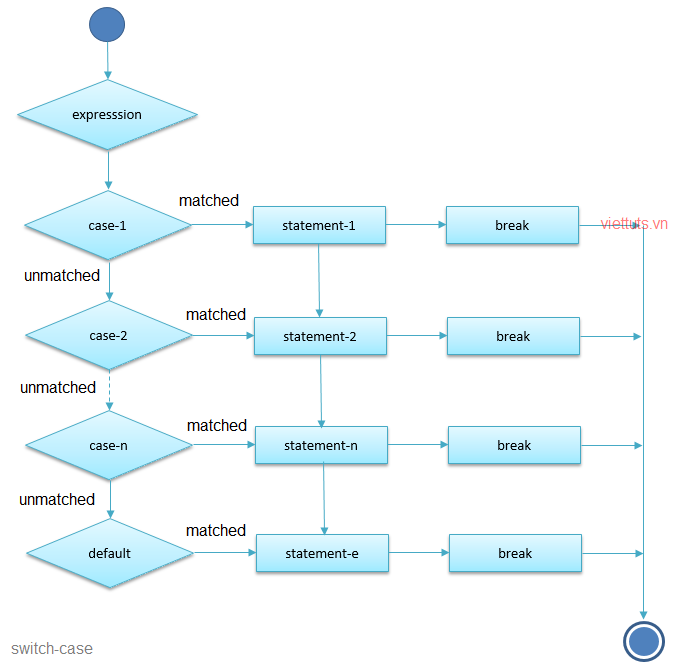 expresssion
matched
case-1
statement-1
break
viettuts.vn
unmatched
matched
case-2
statement-2
break
unmatched
matched
case-n
statement-n
break
unmatched
matched
default
statement-e
break
switch-case